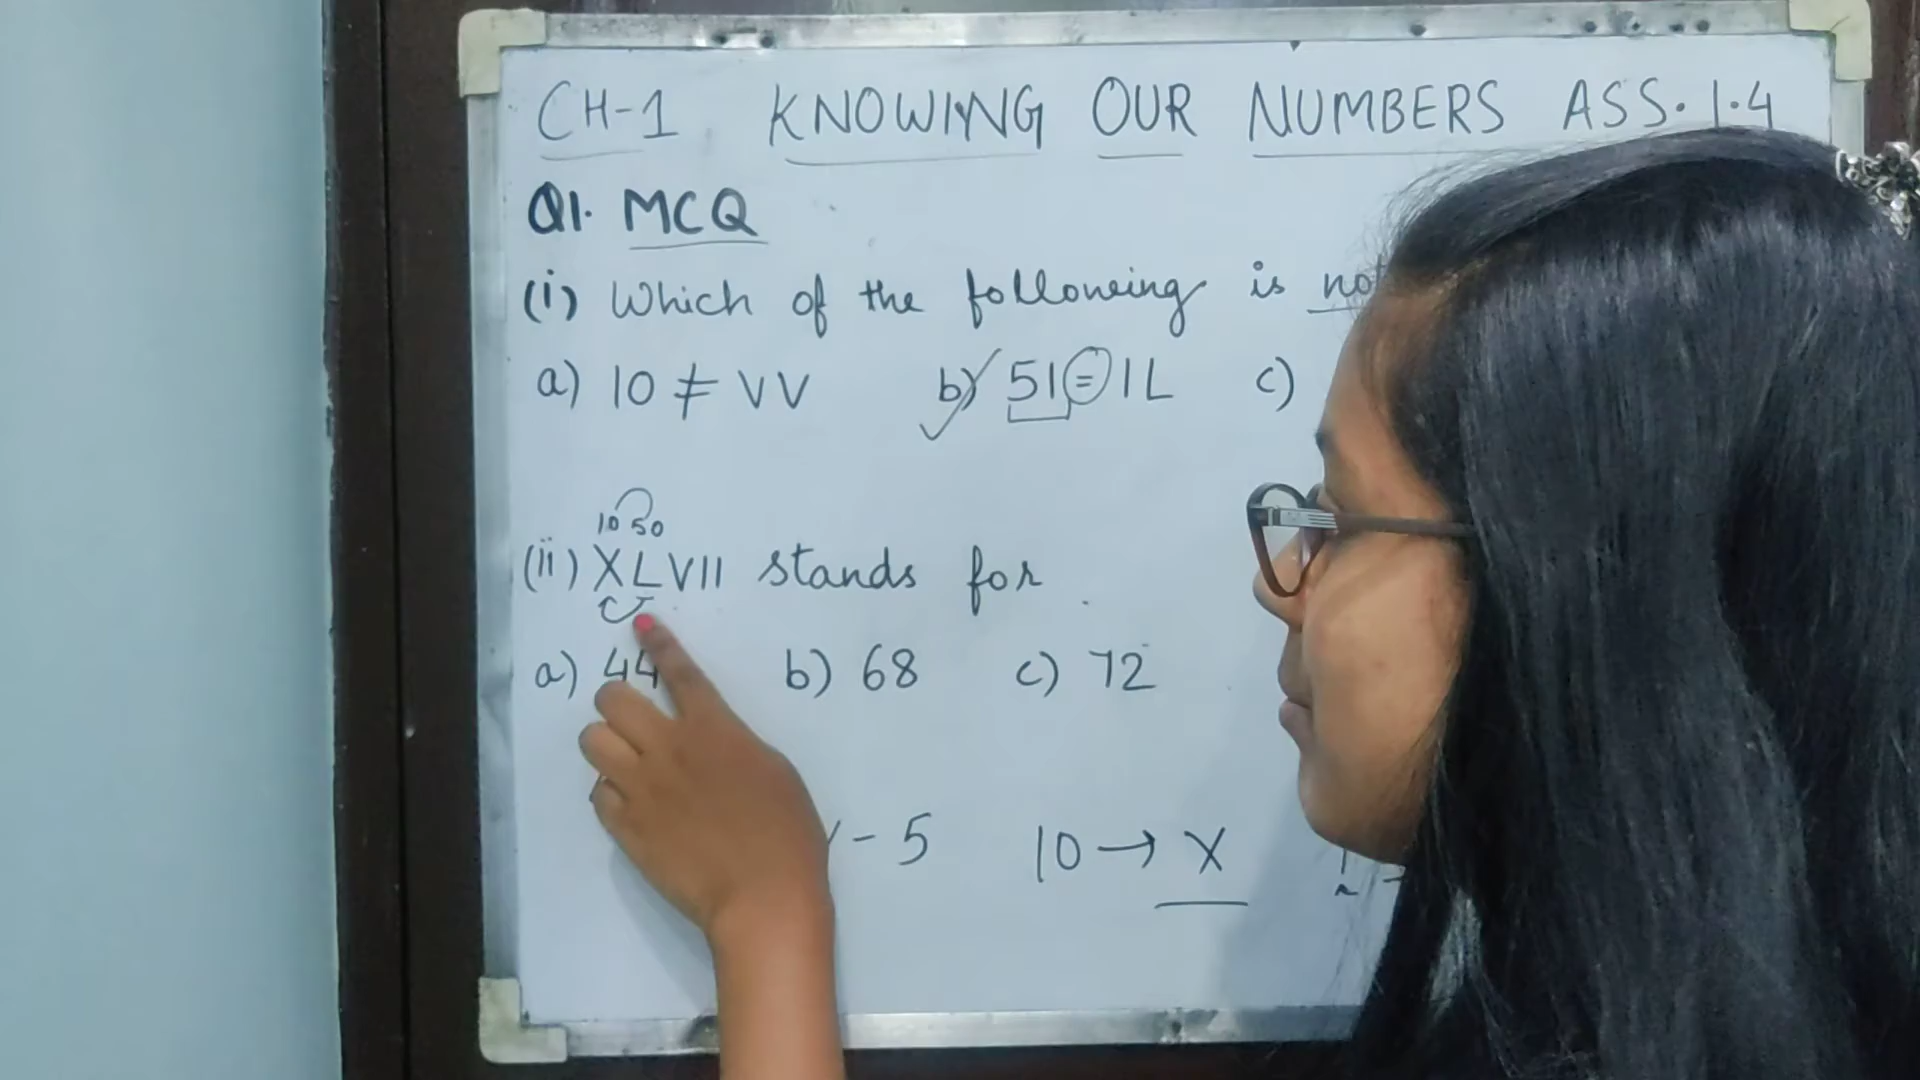 CH-1 KNOWING OUR NUMBERS ASS. 1.4
Q1. MCQ
(i) Which of the following is
a) 10 ≠ VV b) 51 = IL c)
10 50
(ii) XLVII stands for
a) 44 b) 68 c) 72
- 5 10 → X